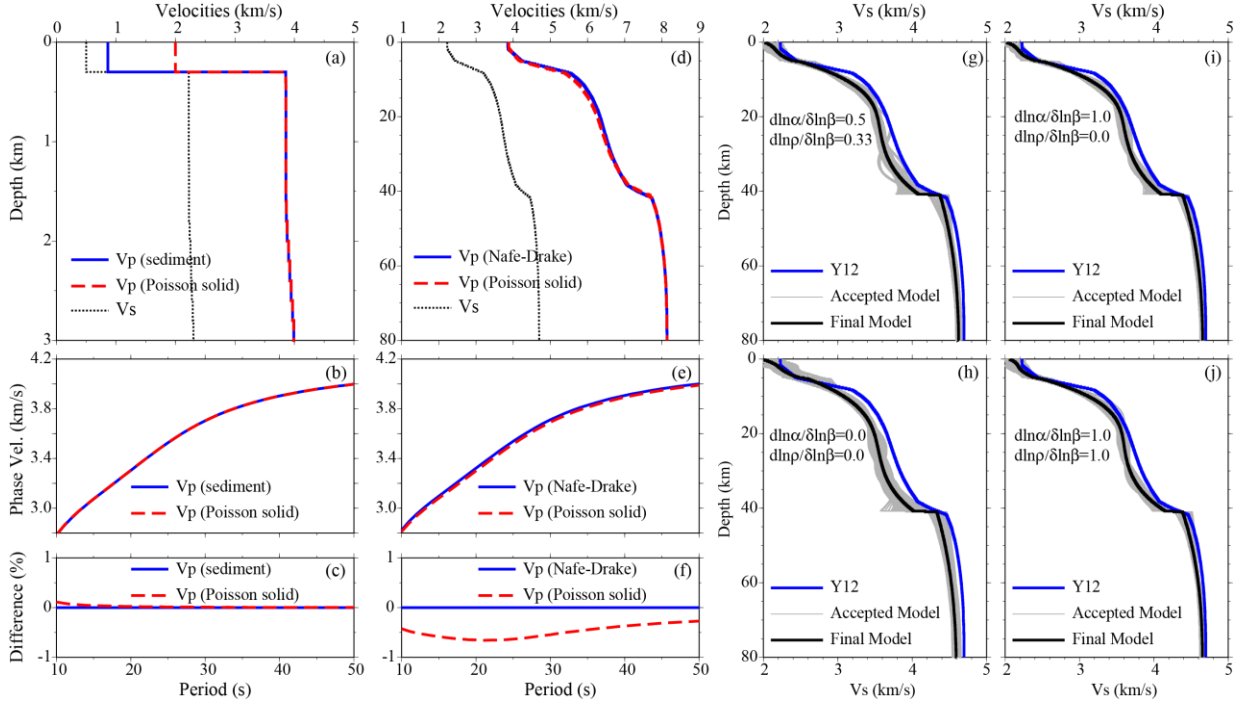 Velocities (km/s)
0 1 2 3 4 5
0
1
2
3
Depth (km)
(a)
Vp (sediment)
Vp (Poisson solid)
Vs
4.2
3.8
3.4
3.0
Phase Vel. (km/s)
(b)
Vp (sediment)
Vp (Poisson solid)
1
0
-1
Difference (%)
(c)
Vp (sediment)
Vp (Poisson solid)
10 20 30 40 50
Period (s)
Velocities (km/s)
1 2 3 4 5 6 7 8 9
0
20
40
60
80
(d)
Vp (Nafe-Drake)
Vp (Poisson solid)
Vs
4.2
3.8
3.4
3.0
(e)
Vp (Nafe-Drake)
Vp (Poisson solid)
1
0
-1
(f)
Vp (Nafe-Drake)
Vp (Poisson solid)
10 20 30 40 50
Period (s)
Vs (km/s)
2 3 4 5
0
20
40
60
80
Depth (km)
(g)
dlnα/δlnβ=0.5
dlnρ/δlnβ=0.33
Y12
Accepted Model
Final Model
0
20
40
60
80
Depth (km)
(h)
dlnα/δlnβ=0.0
dlnρ/δlnβ=0.0
Y12
Accepted Model
Final Model
2 3 4 5
Vs (km/s)
Vs (km/s)
2 3 4 5
(i)
dlnα/δlnβ=1.0
dlnρ/δlnβ=0.0
Y12
Accepted Model
Final Model
(j)
dlnα/δlnβ=1.0
dlnρ/δlnβ=1.0
Y12
Accepted Model
Final Model
2 3 4 5
Vs (km/s)